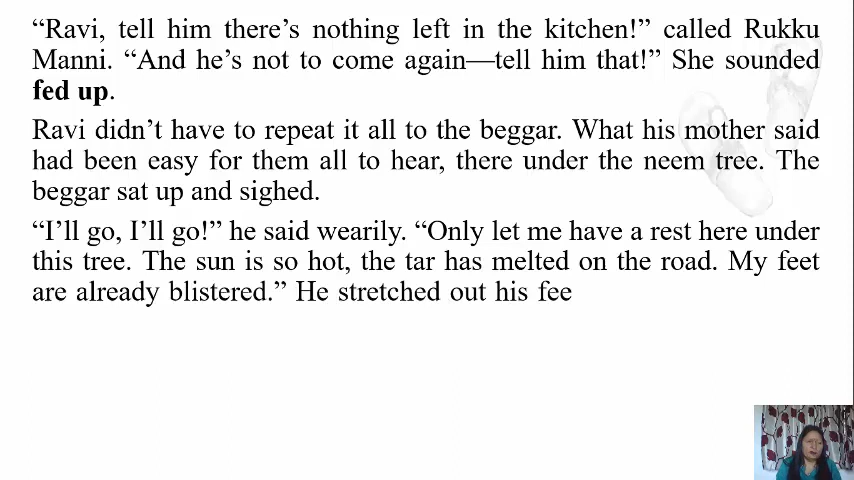 “Ravi, tell him there’s nothing left in the kitchen!” called Rukku
Manni. “And he’s not to come again—tell him that!” She sounded
fed up.
Ravi didn’t have to repeat it all to the beggar. What his mother said
had been easy for them all to hear, there under the neem tree. The
beggar sat up and sighed.
“I’ll go, I’ll go!” he said wearily. “Only let me have a rest here under
this tree. The sun is so hot, the tar has melted on the road. My feet
are already blistered.” He stretched out his fee